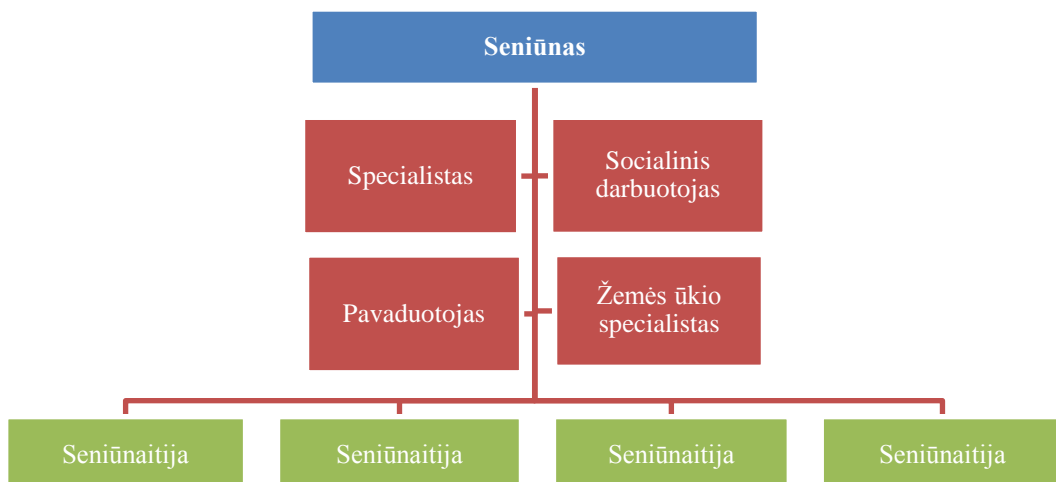 Seniūnas
Specialistas
Socialinis
darbuotojas
Pavaduotojas
Žemės ūkio
specialistas
Seniūnaitija
Seniūnaitija
Seniūnaitija
Seniūnaitija